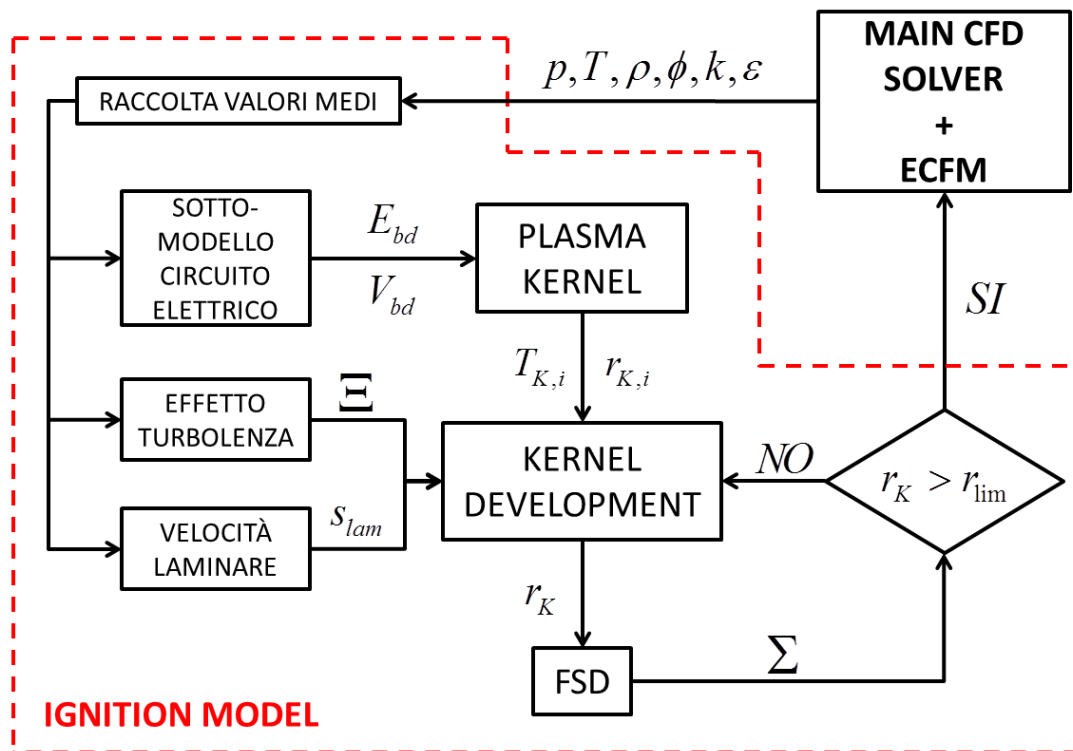 MAIN CFD
SOLVER
+
ECFM
p, T, ρ, ϕ, k, ε
RACCOLTA VALORI MEDI
SOTTO-
MODELLO
CIRCUITO
ELETTRICO
E_bd
V_bd
PLASMA
KERNEL
SI
T_K,i
r_K,i
EFFETTO
TURBOLENZA
Ξ
KERNEL
DEVELOPMENT
NO
r_K > r_lim
VELOCITÀ
LAMINARE
s_lam
r_K
FSD
Σ
IGNITION MODEL